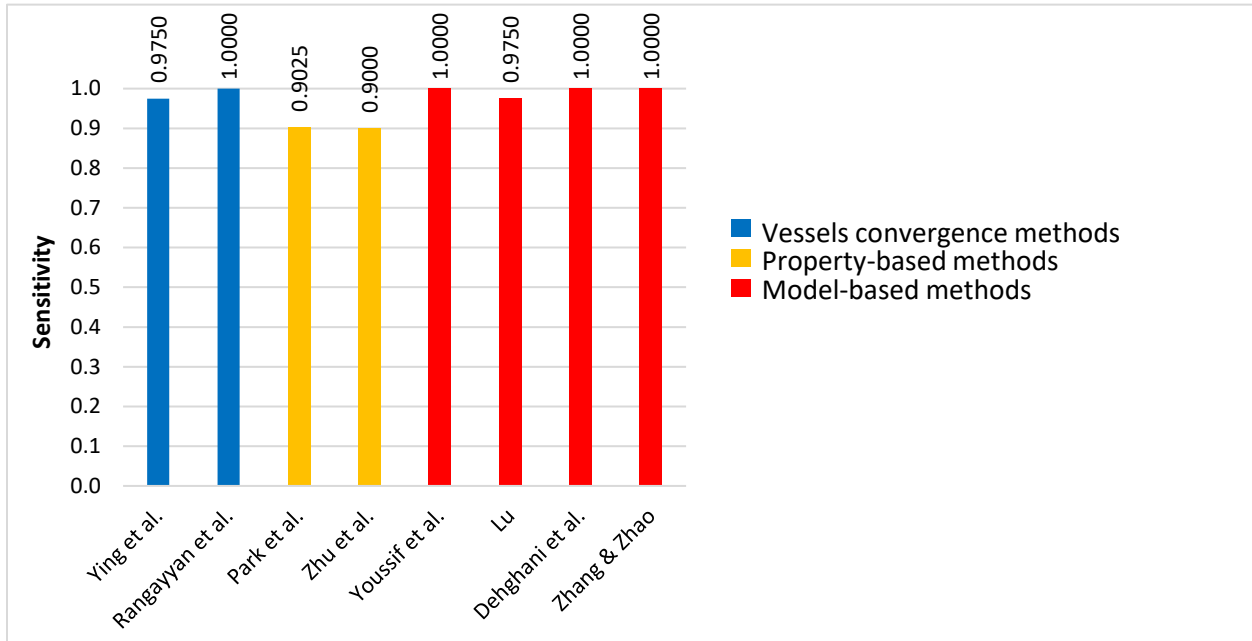 0.9750
1.0000
0.9025
0.9000
1.0000
0.9750
1.0000
1.0000
1.0
0.9
0.8
0.7
0.6
0.5
0.4
0.3
0.2
0.1
0.0
Sensitivity
Ying et al.
Rangayyan et al.
Park et al.
Zhu et al.
Youssif et al.
Lu
Dehghani et al.
Zhang & Zhao
Vessels convergence methods
Property-based methods
Model-based methods